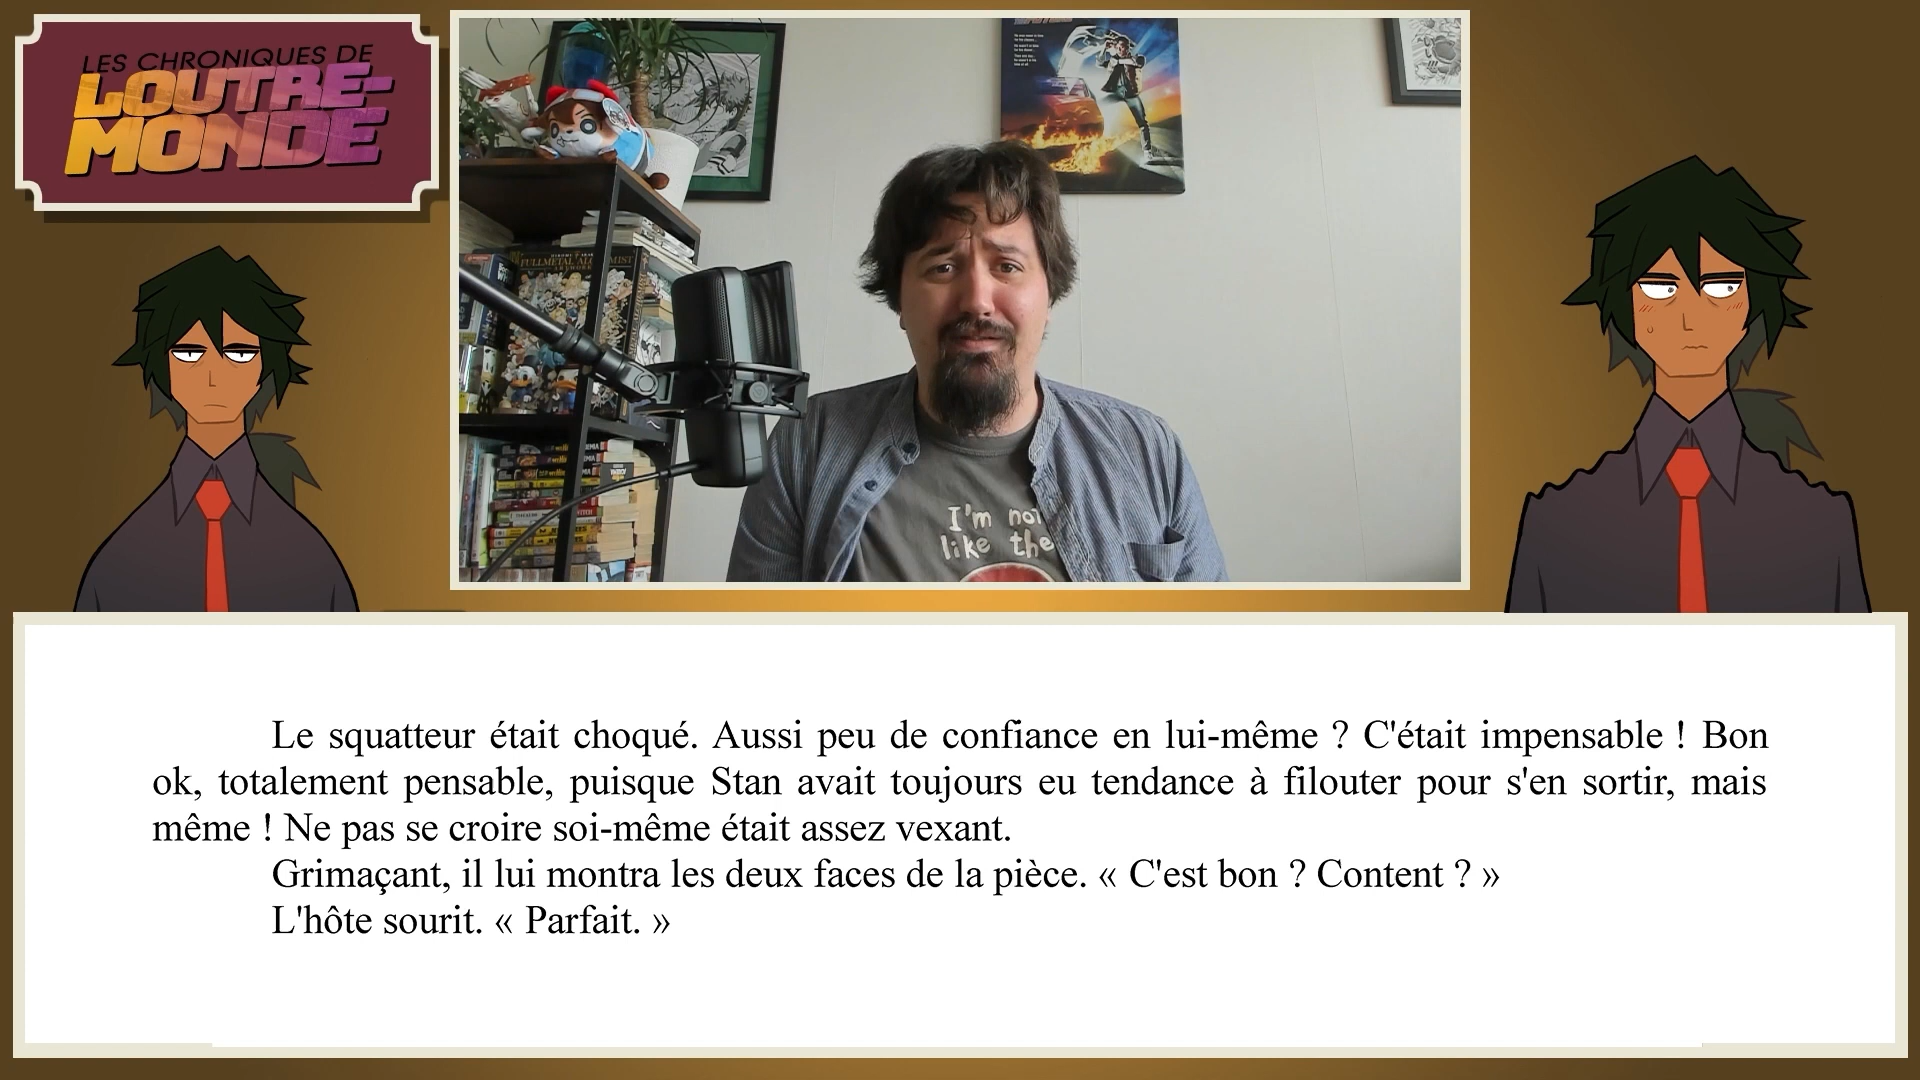 LES CHRONIQUES DE
LOUTRE-
MONDE
FULLMETAL ALCHEMIST
I'm not
like the
Le squatteur était choqué. Aussi peu de confiance en lui-même ? C'était impensable ! Bon
ok, totalement pensable, puisque Stan avait toujours eu tendance à filouter pour s'en sortir, mais
même ! Ne pas se croire soi-même était assez vexant.
Grimaçant, il lui montra les deux faces de la pièce. « C'est bon ? Content ? »
L'hôte sourit. « Parfait. »